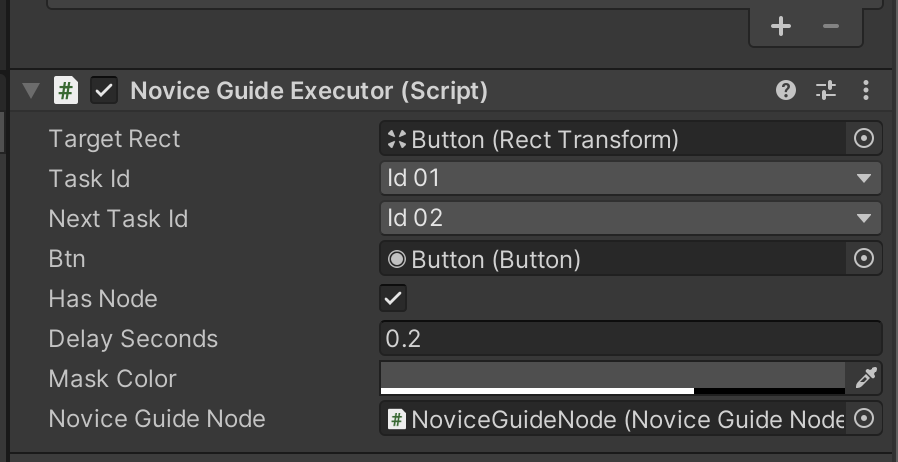 Novice Guide Executor (Script)
Target Rect Button (Rect Transform)
Task Id Id 01
Next Task Id Id 02
Btn Button (Button)
Has Node
Delay Seconds 0.2
Mask Color
Novice Guide Node NoviceGuideNode (Novice Guide Node